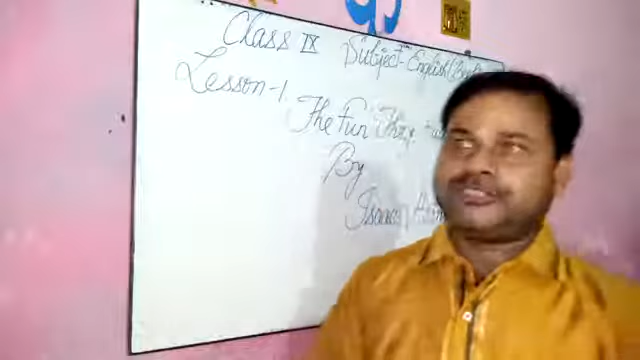 Class IX Subject - English
Lesson - 1
The Fun They
By
Isaac